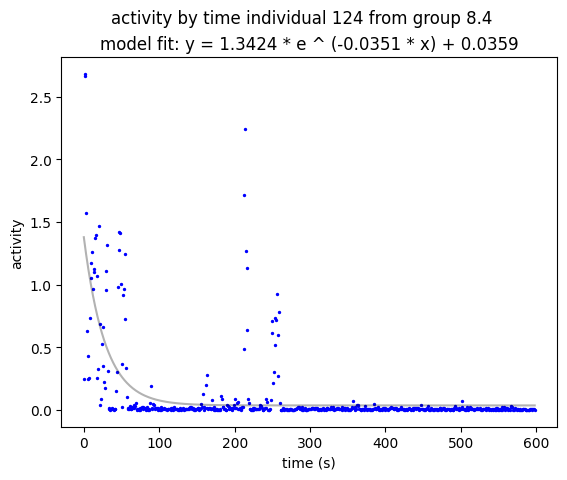 activity by time individual 124 from group 8.4
model fit: y = 1.3424 * e ^ (-0.0351 * x) + 0.0359
2.5
2.0
1.5
1.0
0.5
0.0
activity
0 100 200 300 400 500 600
time (s)